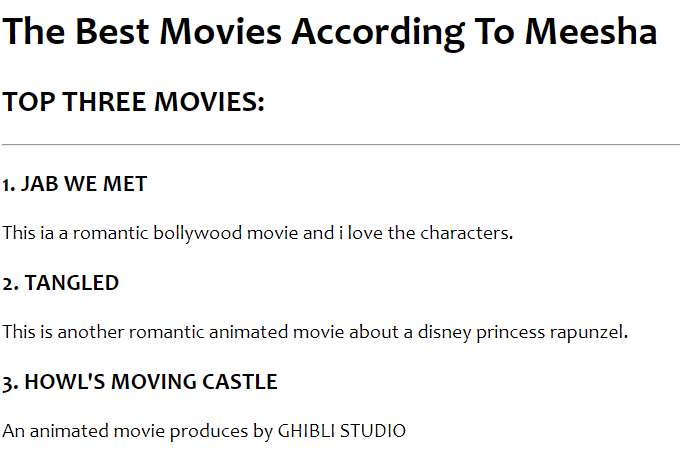 The Best Movies According To Meesha
TOP THREE MOVIES:
1. JAB WE MET
This ia a romantic bollywood movie and i love the characters.
2. TANGLED
This is another romantic animated movie about a disney princess rapunzel.
3. HOWL'S MOVING CASTLE
An animated movie produces by GHIBLI STUDIO